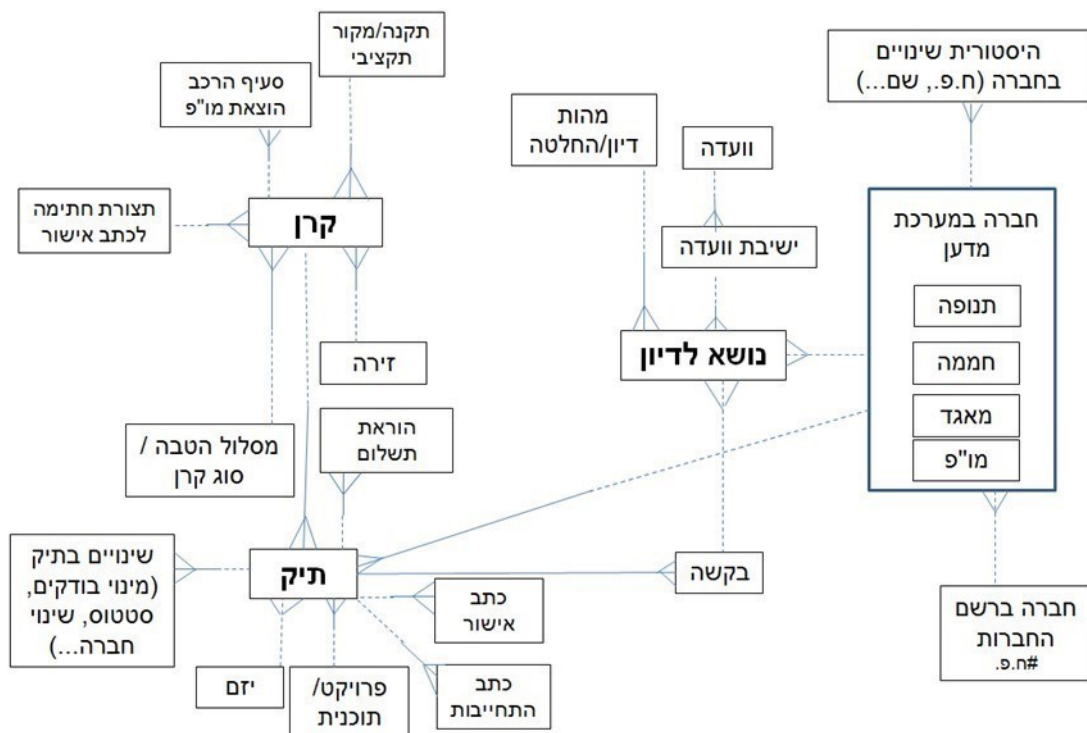 תקנה/מקור
תקציבי
היסטורית שינויים
בחברה (ח.פ., שם...)
סעיף הרכב
הוצאת מו"פ
מהות
דיון/החלטה
וועדה
תצורת חתימה
לכתב אישור
קרן
ישיבת וועדה
חברה במערכת
מדען
תנופה
חממה
מאגד
מו"פ
נושא לדיון
זירה
מסלול הטבה /
סוג קרן
הוראת
תשלום
שינויים בתיק
(מינוי בודקים,
סטטוס, שינוי
חברה...)
תיק
בקשה
כתב
אישור
חברה ברשם
החברות
#ח.פ.
יזם
פרויקט/
תוכנית
כתב
התחייבות